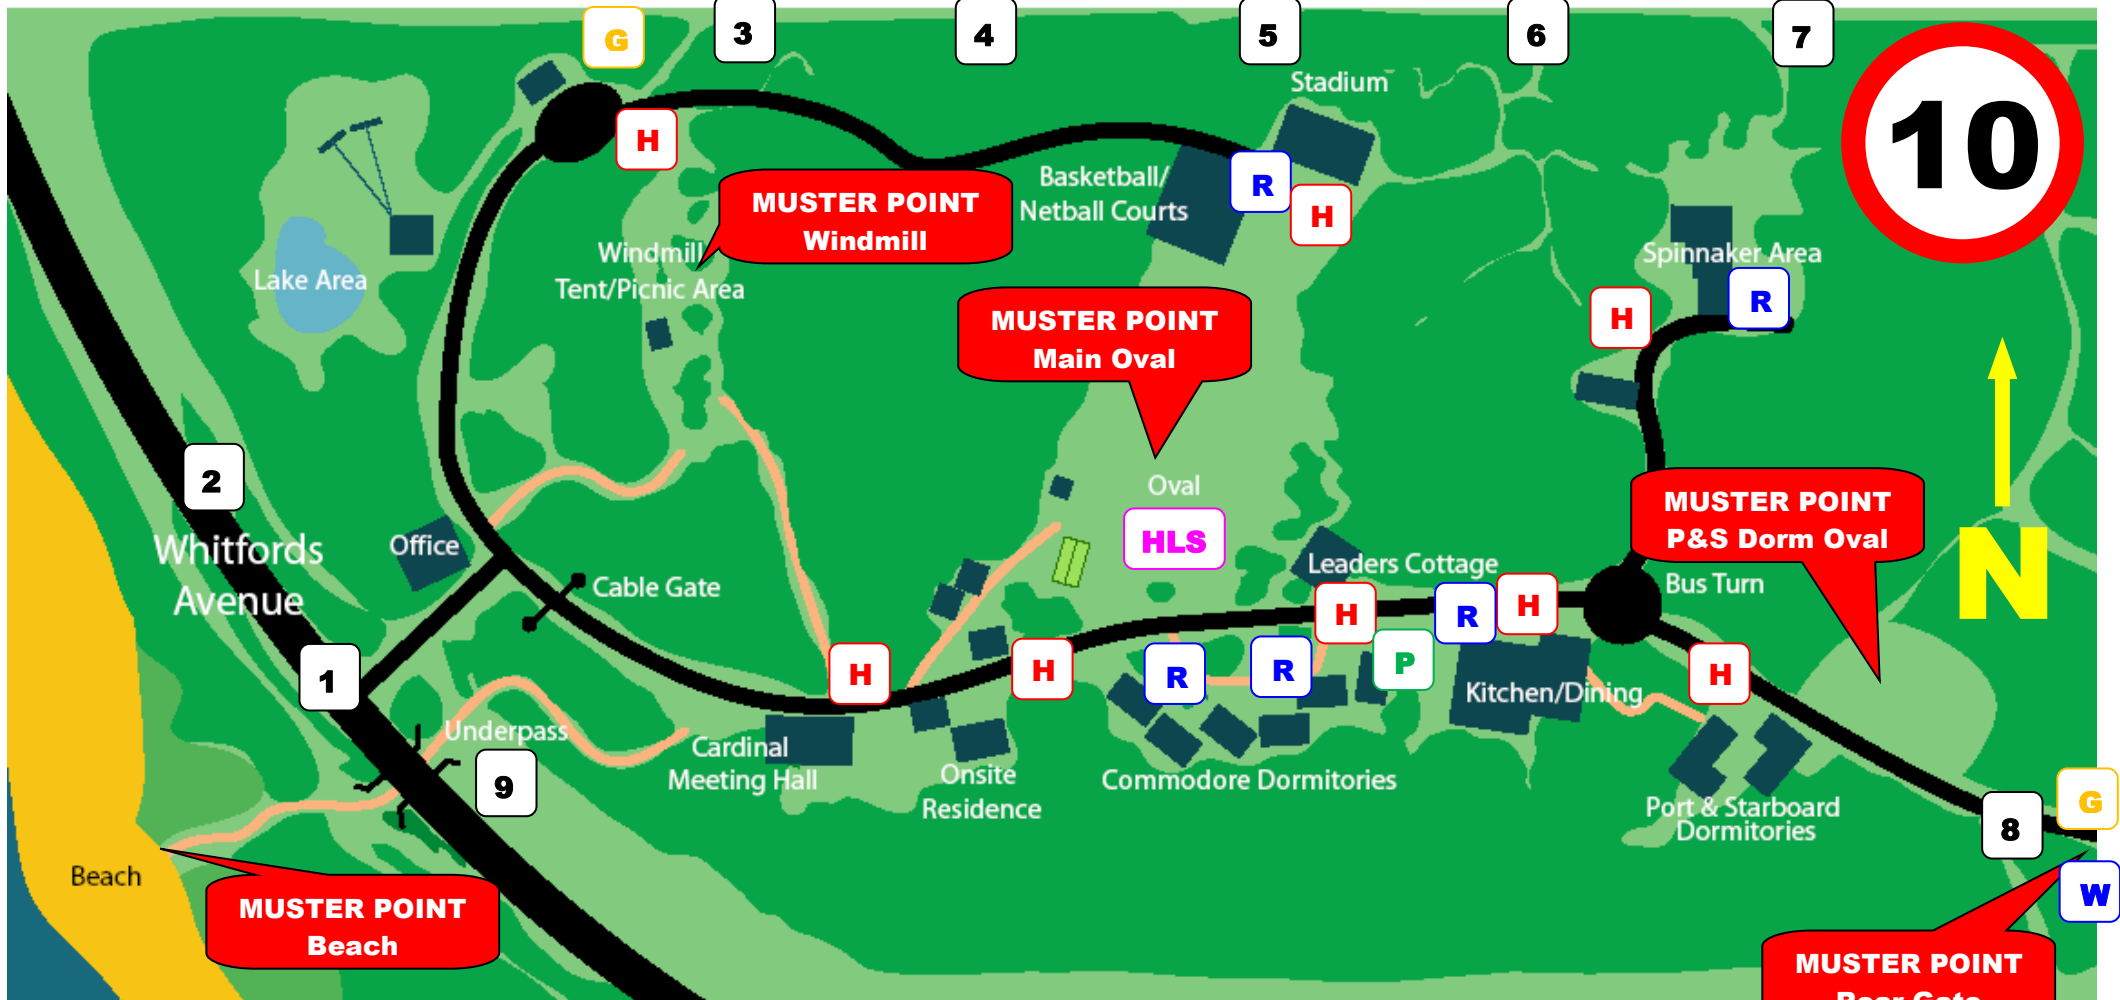 G
3
4
5
6
7
10
Stadium
H
Basketball/
Netball Courts
R
H
MUSTER POINT
Windmill
Windmill
Tent/Picnic Area
Lake Area
Spinnaker Area
R
H
MUSTER POINT
Main Oval
N
2
Whitfords
Avenue
Office
Cable Gate
Oval
HLS
Leaders Cottage
MUSTER POINT
P&S Dorm Oval
Bus Turn
1
H
H
R
R
H
P
R
H
H
Kitchen/Dining
Underpass
9
Cardinal
Meeting Hall
Onsite
Residence
Commodore Dormitories
Port & Starboard
Dormitories
8
G
W
Beach
MUSTER POINT
Beach
MUSTER POINT
Rear Gate